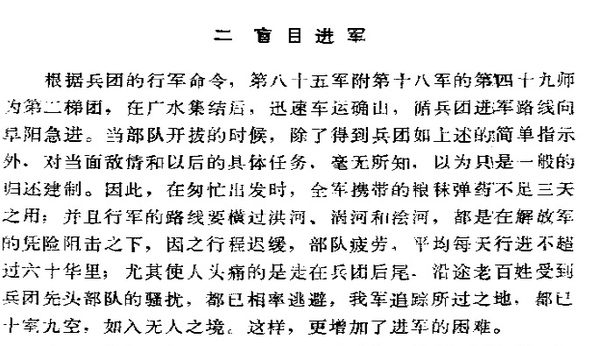 二 盲目进军
根据兵团的行军命令，第八十五军附第十八军的第四十九师
为第二梯团，在广水集结后，迅速车运确山，循兵团进军路线向
阜阳急进。当部队开拔的时候，除了得到兵团如上述的简单指示
外，对当面敌情和以后的具体任务，毫无所知，以为只是一般的
归还建制。因此，在匆忙出发时，全军携带的粮秣弹药不足三天
之用；并且行军的路线要横过洪河、涡河和浍河，都是在解放军
的凭险阻击之下，因之行程迟缓，部队疲劳，平均每天行进不超
过六十华里；尤其使人头痛的是走在兵团后尾，沿途老百姓受到
兵团先头部队的骚扰，都已相率逃避，我军追踪所过之地，都已
十室九空，如入无人之境。这样，更增加了进军的困难。